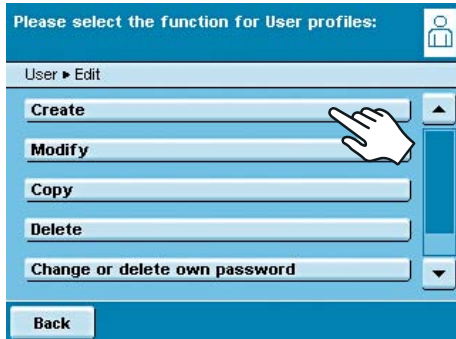 Please select the function for User profiles:
User ▸ Edit
Create
Modify
Copy
Delete
Change or delete own password
Back